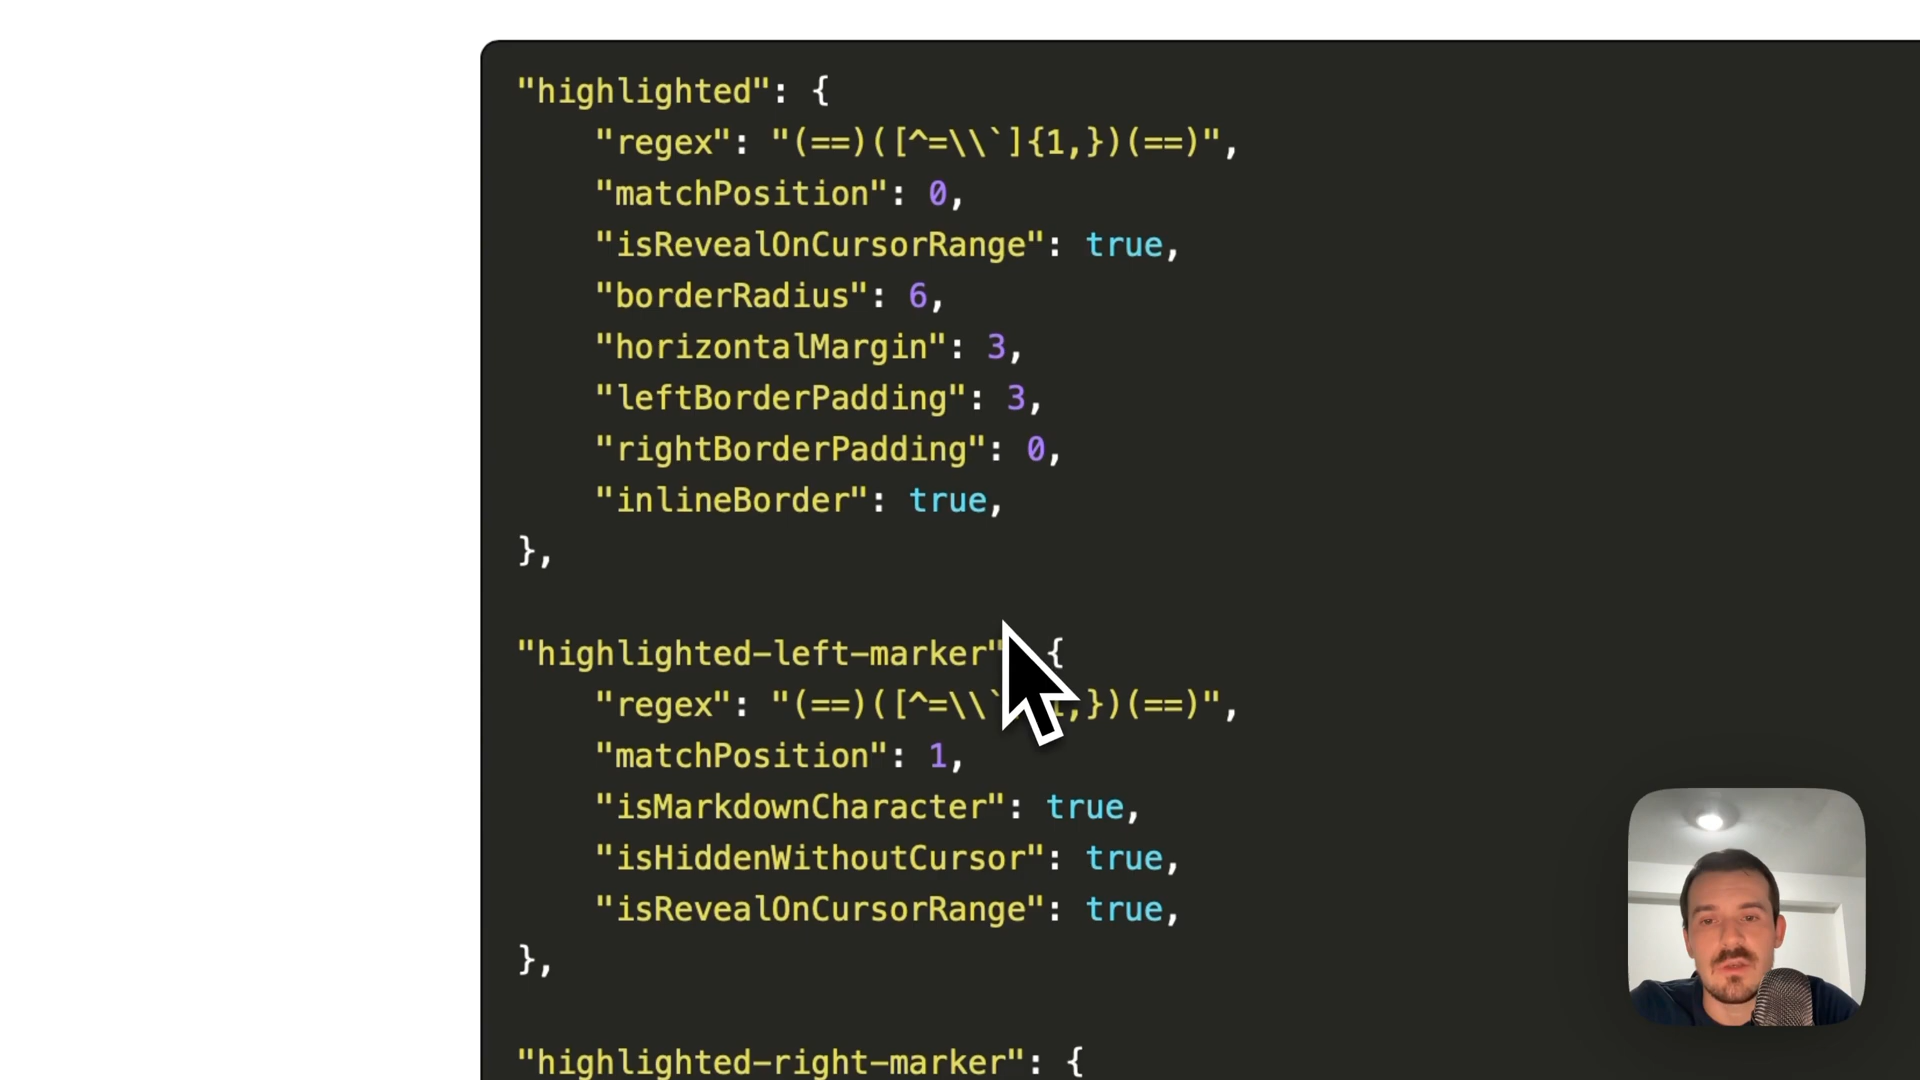 "highlighted": {
"regex": "(==)([^=\\`]{1,})(==)",
"matchPosition": 0,
"isRevealOnCursorRange": true,
"borderRadius": 6,
"horizontalMargin": 3,
"leftBorderPadding": 3,
"rightBorderPadding": 0,
"inlineBorder": true,
},
"highlighted-left-marker" {
"regex": "(==)([^=\\` 1,})(==)",
"matchPosition": 1,
"isMarkdownCharacter": true,
"isHiddenWithoutCursor": true,
"isRevealOnCursorRange": true,
},
"highlighted-right-marker": {